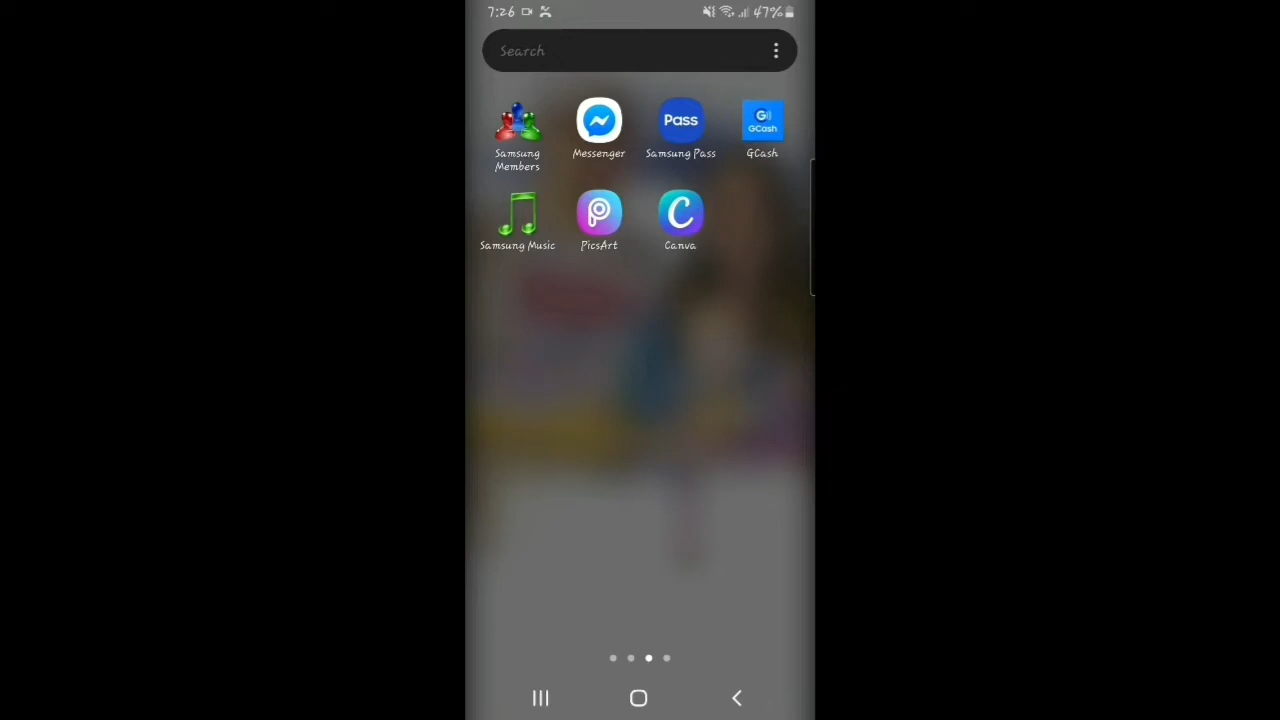 7:26
47%
Search
Samsung Members
Messenger
Pass
Samsung Pass
G))
GCash
GCash
Samsung Music
PicsArt
C
Canva